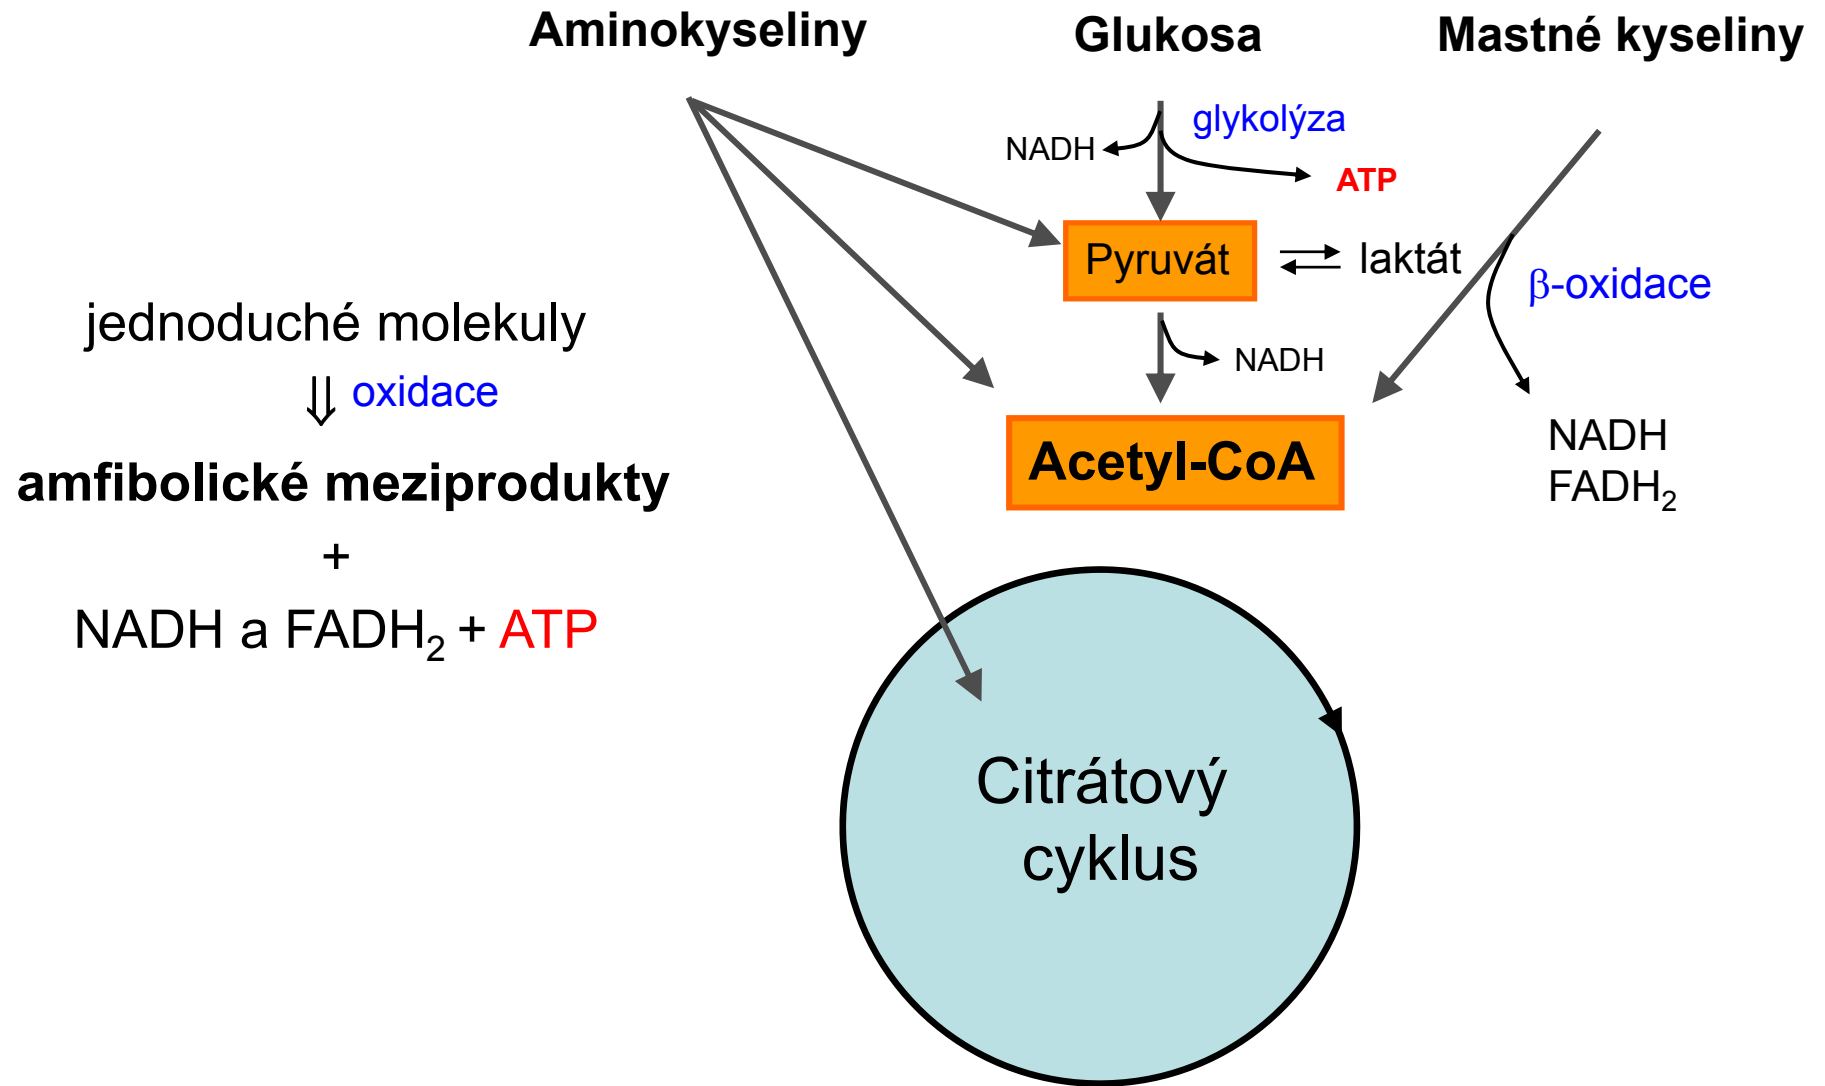 Aminokyseliny
Glukosa
Mastné kyseliny
glykolýza
NADH
ATP
Pyruvát
laktát
β-oxidace
NADH
jednoduché molekuly
⇓ oxidace
amfibolické meziprodukty
+
NADH a FADH₂ + ATP
Acetyl-CoA
NADH
FADH₂
Citrátový
cyklus